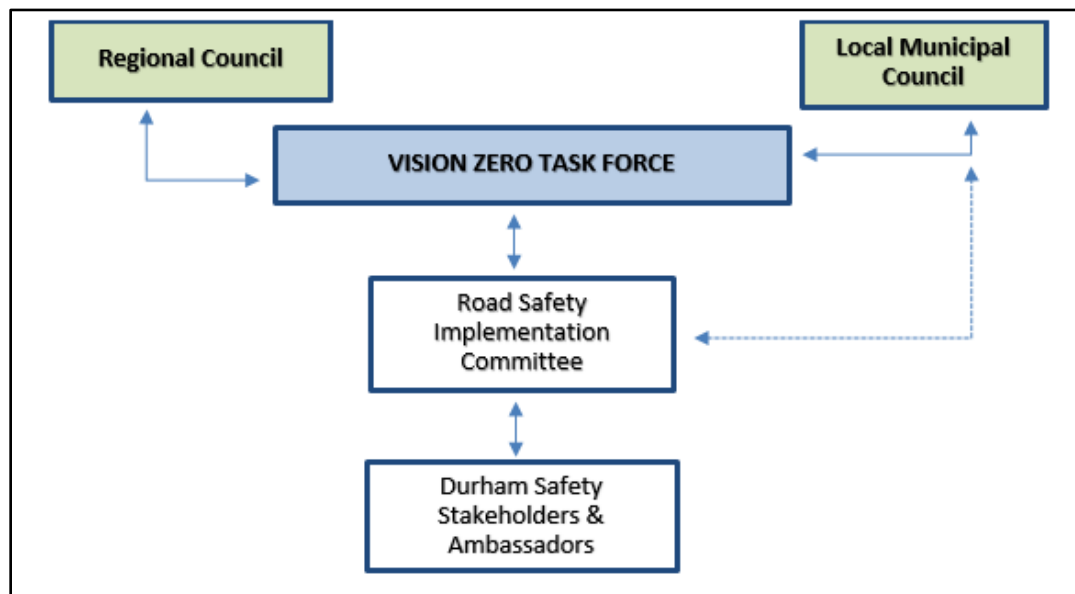 Regional Council
Local Municipal
Council
VISION ZERO TASK FORCE
Road Safety
Implementation
Committee
Durham Safety
Stakeholders &
Ambassadors